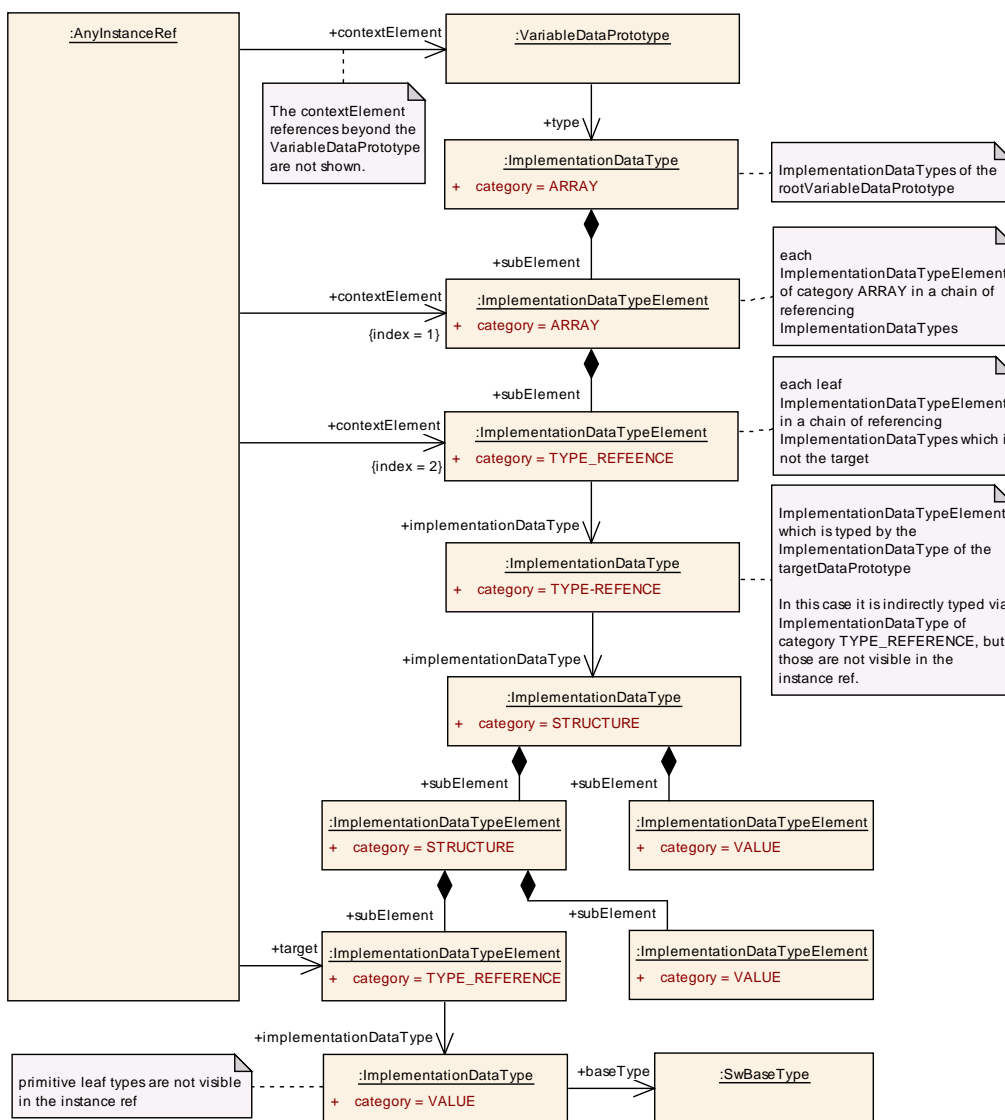 :AnyInstanceRef
+contextElement
:VariableDataPrototype
The contextElement
references beyond the
VariableDataPrototype
are not shown.
+type
:ImplementationDataType
+ category = ARRAY
ImplementationDataTypes of the
rootVariableDataPrototype
+subElement
each
ImplementationDataTypeElement
of category ARRAY in a chain of
referencing
ImplementationDataTypes
+contextElement
{index = 1}
:ImplementationDataTypeElement
+ category = ARRAY
+subElement
each leaf
ImplementationDataTypeElement
in a chain of referencing
ImplementationDataTypes which i
not the target
+contextElement
{index = 2}
:ImplementationDataTypeElement
+ category = TYPE_REFEENCE
+implementationDataType
ImplementationDataTypeElement
which is typed by the
ImplementationDataType of the
targetDataPrototype
In this case it is indirectly typed via
ImplementationDataType of
category TYPE_REFERENCE, but
those are not visible in the
instance ref.
:ImplementationDataType
+ category = TYPE-REFENCE
+implementationDataType
:ImplementationDataType
+ category = STRUCTURE
+subElement
+subElement
:ImplementationDataTypeElement
+ category = STRUCTURE
:ImplementationDataTypeElement
+ category = VALUE
+subElement
+subElement
+target
:ImplementationDataTypeElement
+ category = TYPE_REFERENCE
:ImplementationDataTypeElement
+ category = VALUE
+implementationDataType
primitive leaf types are not visible
in the instance ref
:ImplementationDataType
+ category = VALUE
+baseType
:SwBaseType